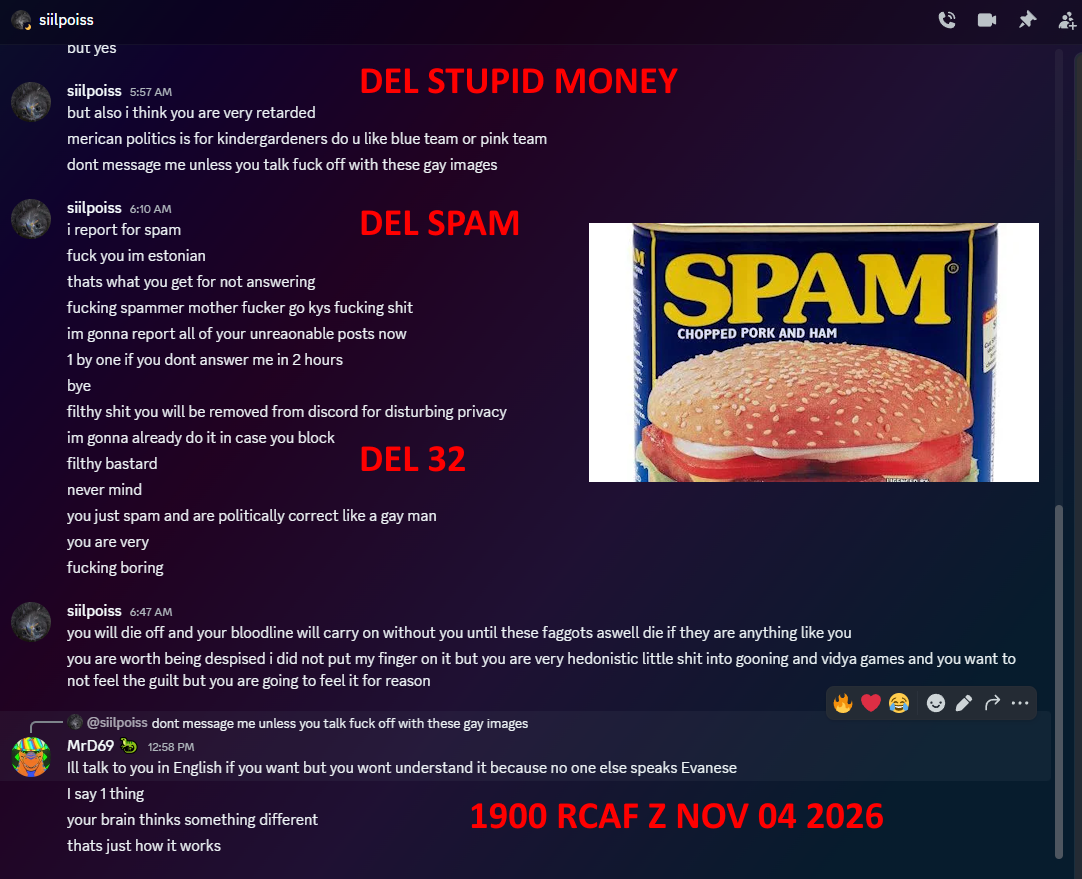 siilpoiss
but yes
DEL STUPID MONEY
siilpoiss 5:57 AM
but also i think you are very retarded
merican politics is for kindergardeners do u like blue team or pink team
dont message me unless you talk fuck off with these gay images
siilpoiss 6:10 AM
DEL SPAM
i report for spam
fuck you im estonian
thats what you get for not answering
fucking spammer mother fucker go kys fucking shit
im gonna report all of your unreaonable posts now
1 by one if you dont answer me in 2 hours
bye
filthy shit you will be removed from discord for disturbing privacy
im gonna already do it in case you block
SPAM®
CHOPPED PORK AND HAM
DEL 32
filthy bastard
never mind
you just spam and are politically correct like a gay man
you are very
fucking boring
siilpoiss 6:47 AM
you will die off and your bloodline will carry on without you until these faggots aswell die if they are anything like you
you are worth being despised i did not put my finger on it but you are very hedonistic little shit into gooning and vidya games and you want to
not feel the guilt but you are going to feel it for reason
@siilpoiss dont message me unless you talk fuck off with these gay images
MrD69 12:58 PM
Ill talk to you in English if you want but you wont understand it because no one else speaks Evanese
I say 1 thing
your brain thinks something different
thats just how it works
1900 RCAF Z NOV 04 2026